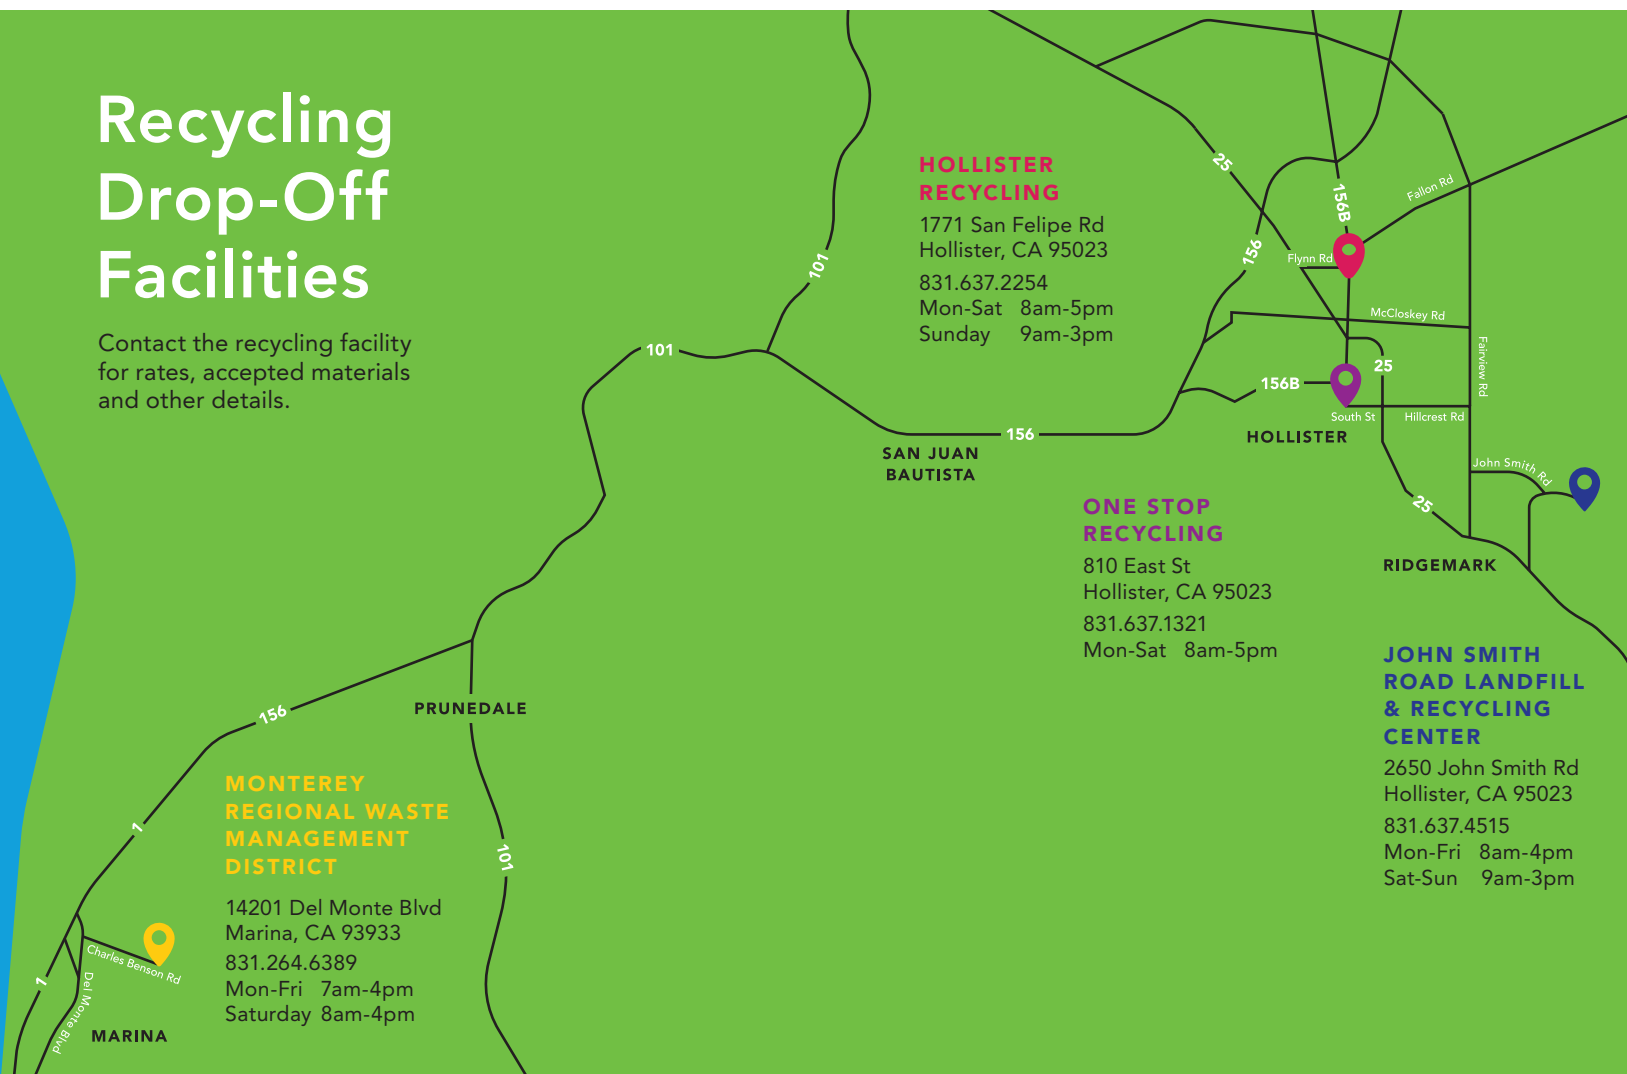 Recycling
Drop-Off
Facilities
Contact the recycling facility
for rates, accepted materials
and other details.
HOLLISTER
RECYCLING
1771 San Felipe Rd
Hollister, CA 95023
831.637.2254
Mon-Sat 8am-5pm
Sunday 9am-3pm
ONE STOP
RECYCLING
810 East St
Hollister, CA 95023
831.637.1321
Mon-Sat 8am-5pm
JOHN SMITH
ROAD LANDFILL
& RECYCLING
CENTER
2650 John Smith Rd
Hollister, CA 95023
831.637.4515
Mon-Fri 8am-4pm
Sat-Sun 9am-3pm
MONTEREY
REGIONAL WASTE
MANAGEMENT
DISTRICT
14201 Del Monte Blvd
Marina, CA 93933
831.264.6389
Mon-Fri 7am-4pm
Saturday 8am-4pm
25
156B
Fallon Rd
156
Flynn Rd
101
McCloskey Rd
Fairview Rd
101
25
156B
South St
Hillcrest Rd
HOLLISTER
156
SAN JUAN
BAUTISTA
John Smith Rd
25
RIDGEMARK
PRUNEDALE
156
1
101
Charles Benson Rd
1
Del Monte Blvd
MARINA